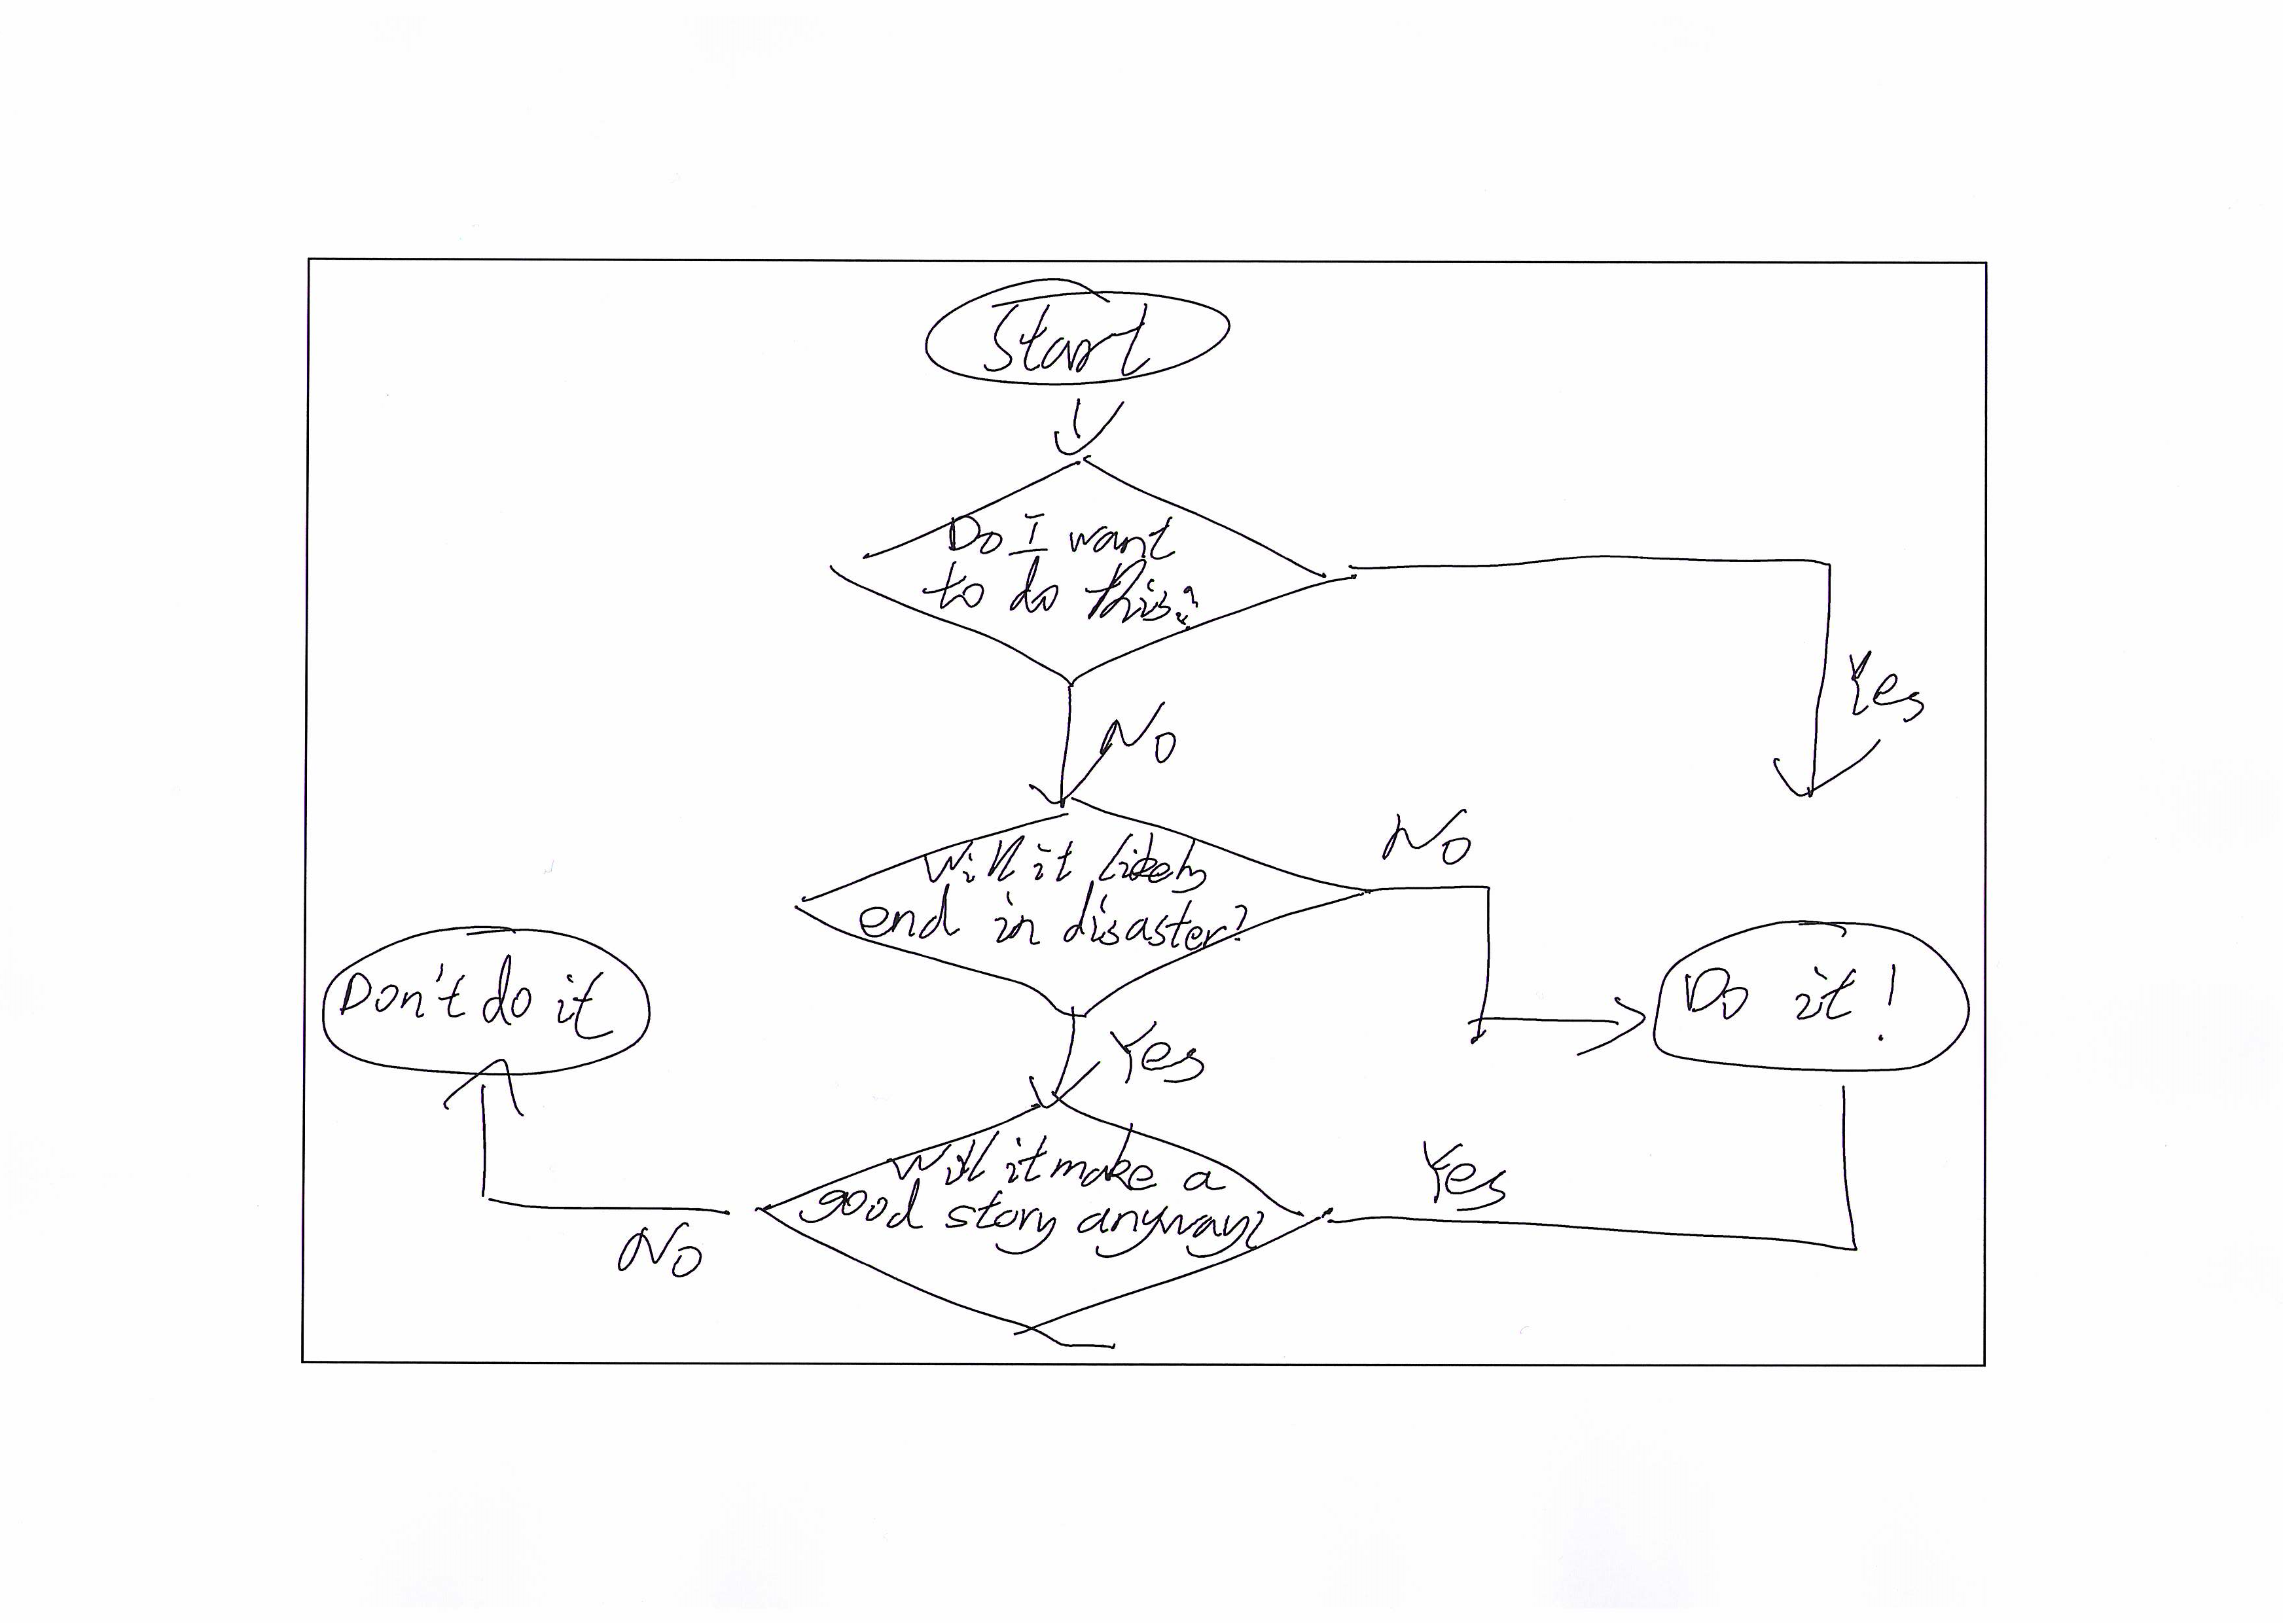 Start
Do I want
to do this?
Yes
No
Will it likely
end in disaster?
No
Don't do it
Do it!
Yes
Will it make a
good story anyway?
Yes
No